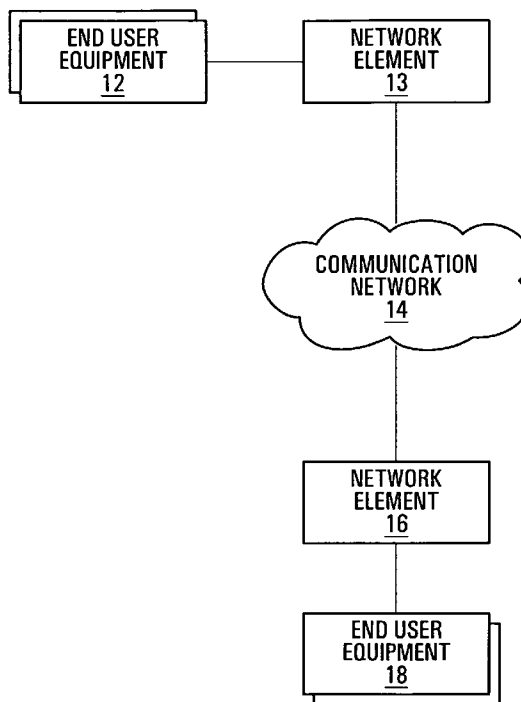 END USER
EQUIPMENT
12
NETWORK
ELEMENT
13
COMMUNICATION
NETWORK
14
NETWORK
ELEMENT
16
END USER
EQUIPMENT
18